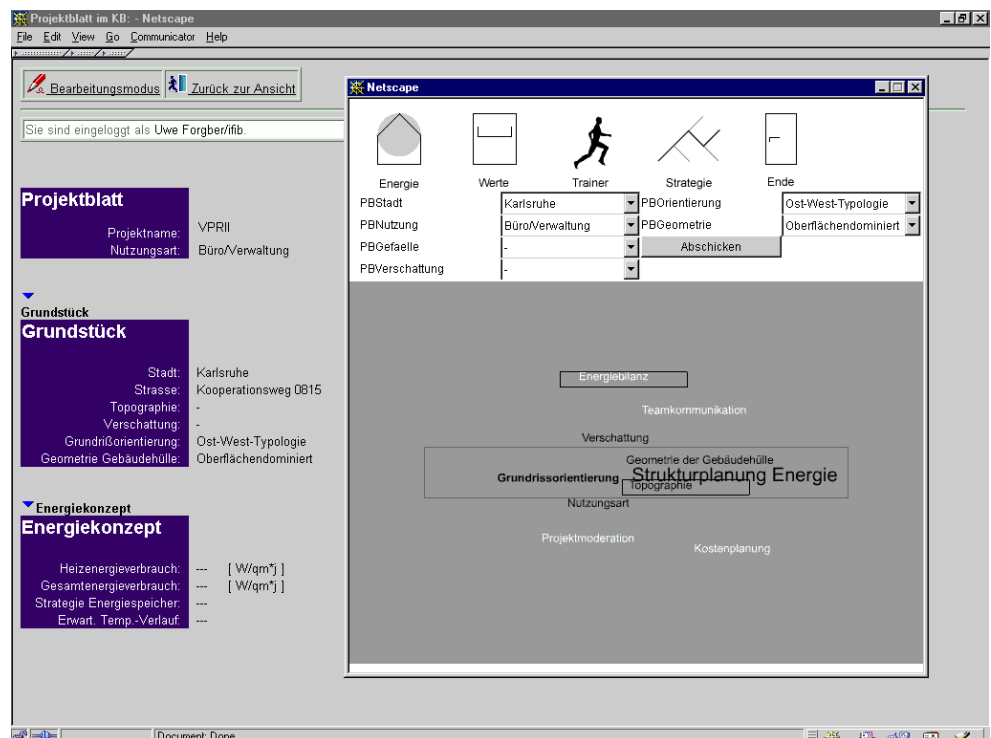 Projektblatt im KB: - Netscape
File Edit View Go Communicator Help
Bearbeitungsmodus Zurück zur Ansicht
Sie sind eingeloggt als Uwe Forgber/ifib.
Projektblatt
Projektname: VPRII
Nutzungsart: Büro/Verwaltung
Grundstück
Grundstück
Stadt: Karlsruhe
Strasse: Kooperationsweg 0815
Topographie: -
Verschattung: -
Grundrißorientierung: Ost-West-Typologie
Geometrie Gebäudehülle: Oberflächendominiert
Energiekonzept
Energiekonzept
Heizenergieverbrauch: --- [ W/qm*j ]
Gesamtenergieverbrauch: --- [ W/qm*j ]
Strategie Energiespeicher: ---
Erwart. Temp.-Verlauf: ---
Netscape
Energie Werte Trainer Strategie Ende
PBStadt Karlsruhe PBOrientierung Ost-West-Typologie
PBNutzung Büro/Verwaltung PBGeometrie Oberflächendominiert
PBGefaelle - Abschicken
PBVerschattung -
Energiebilanz
Teamkommunikation
Verschattung
Geometrie der Gebäudehülle
Grundrissorientierung Strukturplanung Energie
Topographie
Nutzungsart
Projektmoderation
Kostenplanung
Document: Done